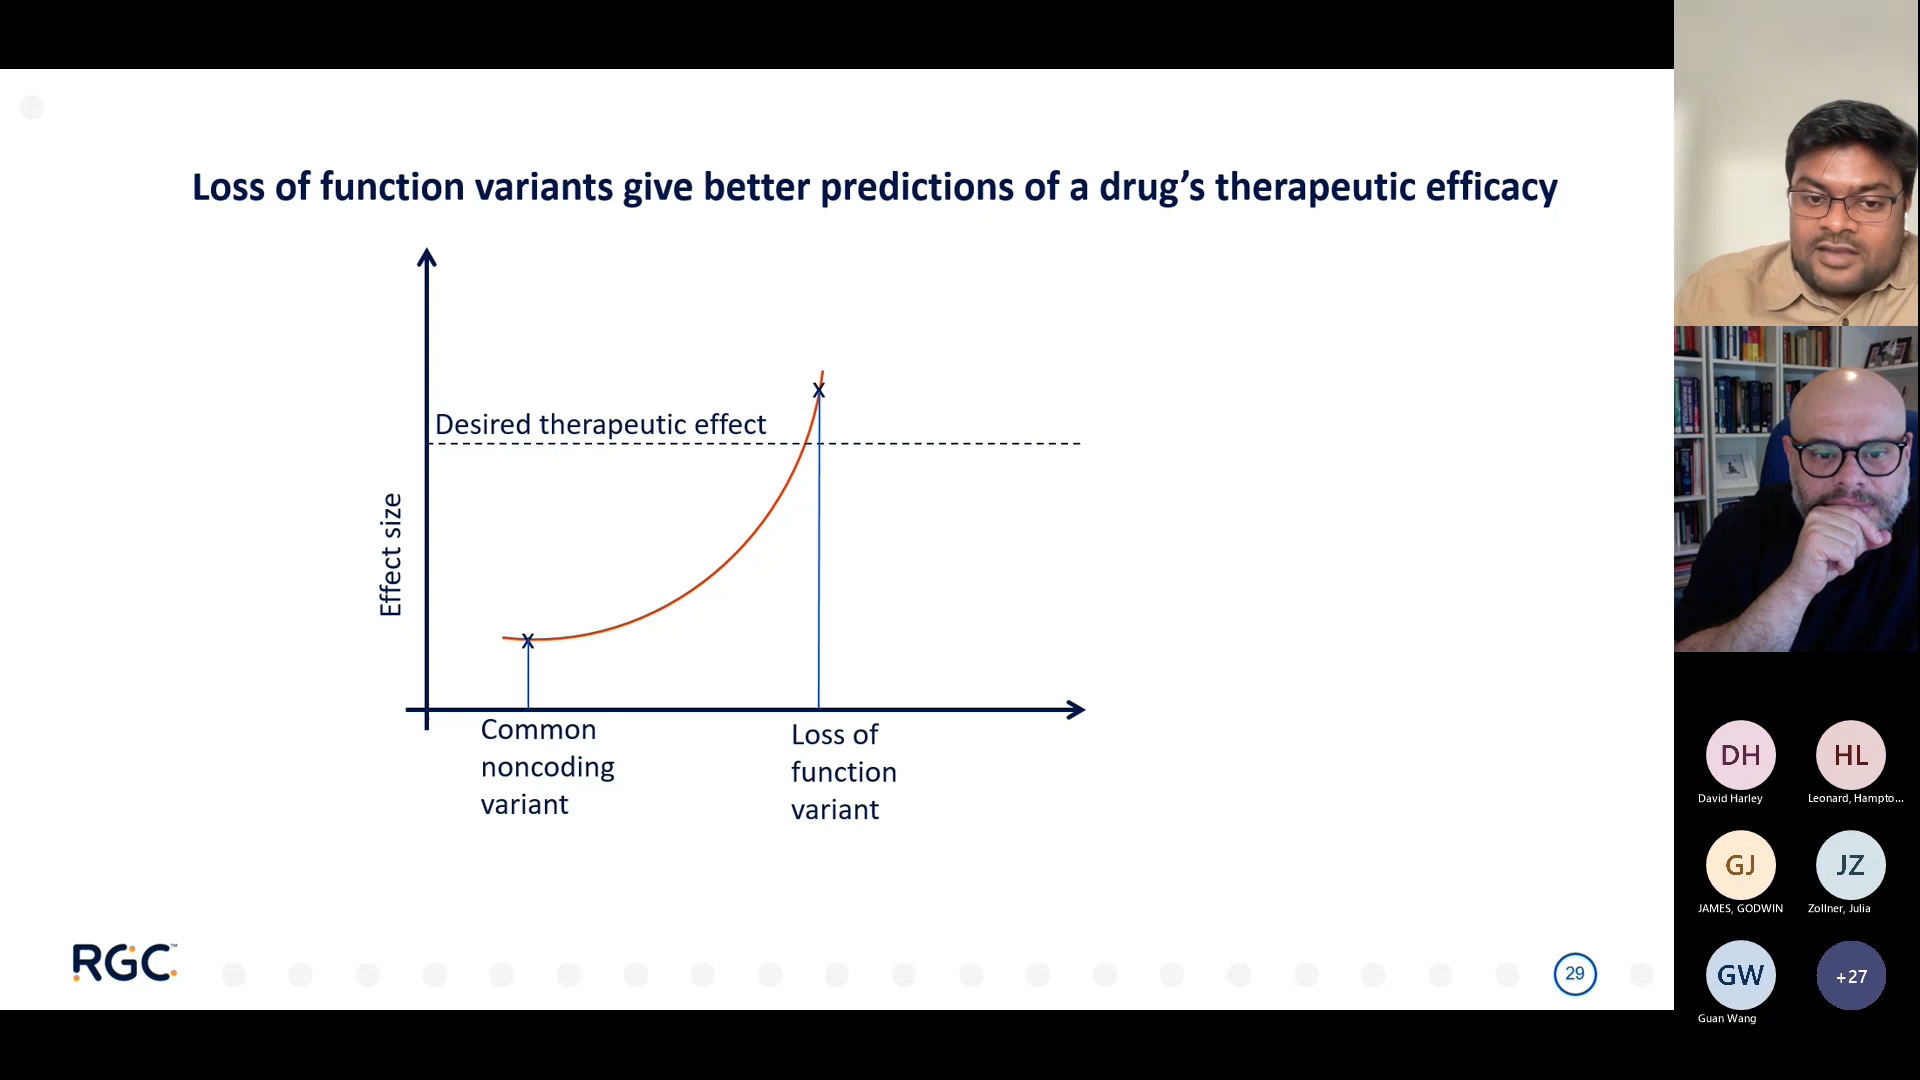 Loss of function variants give better predictions of a drug’s therapeutic efficacy
Desired therapeutic effect
Effect size
x
x
Common
noncoding
variant
Loss of
function
variant
RGC™
29
DH
David Harley
HL
Leonard, Hampto...
GJ
JAMES, GODWIN
JZ
Zollner, Julia
GW
Guan Wang
+27